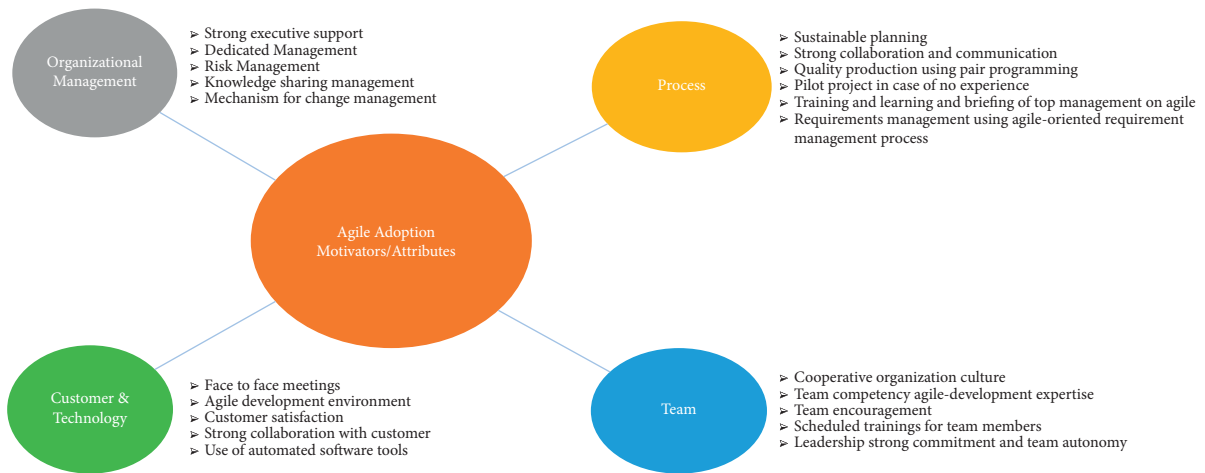 Organizational
Management
➢ Strong executive support
➢ Dedicated Management
➢ Risk Management
➢ Knowledge sharing management
➢ Mechanism for change management
Process
➢ Sustainable planning
➢ Strong collaboration and communication
➢ Quality production using pair programming
➢ Pilot project in case of no experience
➢ Training and learning and briefing of top management on agile
➢ Requirements management using agile-oriented requirement
management process
Agile Adoption
Motivators/Attributes
Customer &
Technology
➢ Face to face meetings
➢ Agile development environment
➢ Customer satisfaction
➢ Strong collaboration with customer
➢ Use of automated software tools
Team
➢ Cooperative organization culture
➢ Team competency agile-development expertise
➢ Team encouragement
➢ Scheduled trainings for team members
➢ Leadership strong commitment and team autonomy